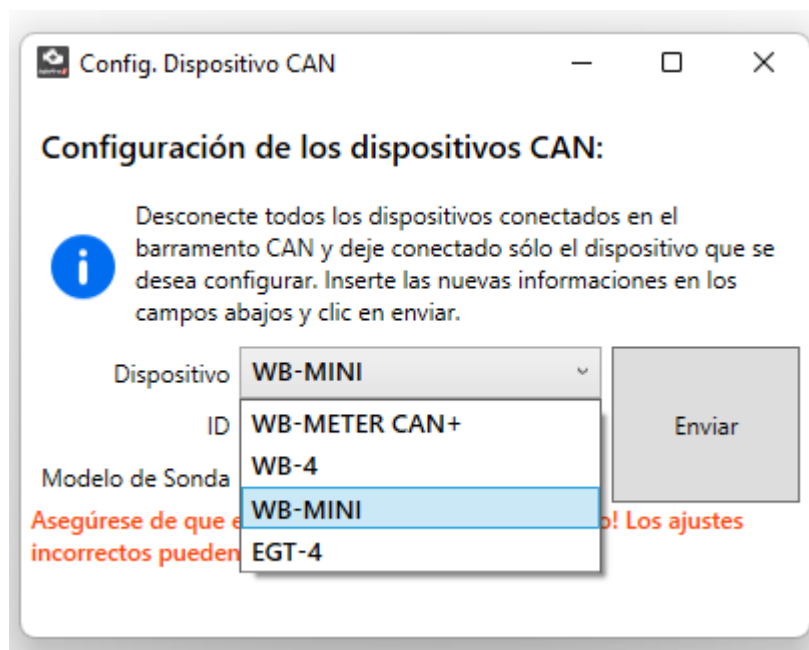 Config. Dispositivo CAN
Configuración de los dispositivos CAN:
Desconecte todos los dispositivos conectados en el
barramento CAN y deje conectado sólo el dispositivo que se
desea configurar. Inserte las nuevas informaciones en los
campos abajos y clic en enviar.
Dispositivo WB-MINI
ID WB-METER CAN+ Enviar
WB-4
Modelo de Sonda
WB-MINI
Asegúrese de que o! Los ajustes
EGT-4
incorrectos pueden